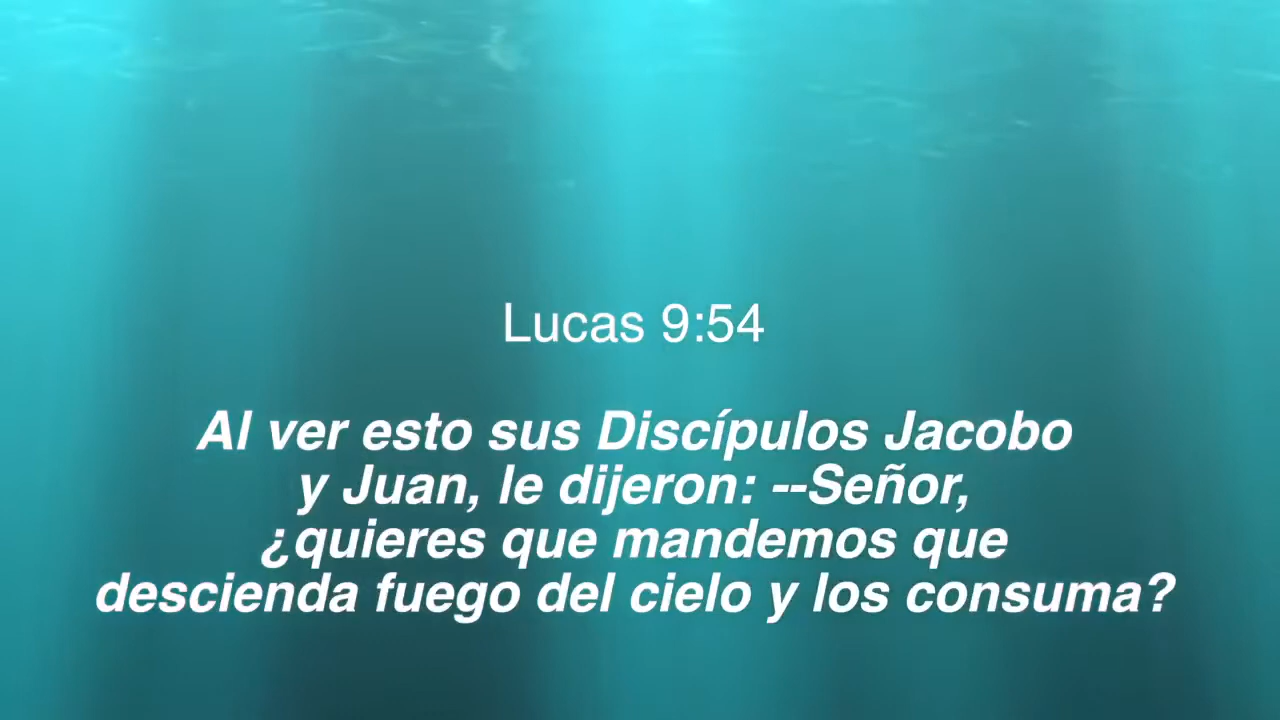 Lucas 9:54
Al ver esto sus Discípulos Jacobo
y Juan, le dijeron: --Señor,
¿quieres que mandemos que
descienda fuego del cielo y los consuma?